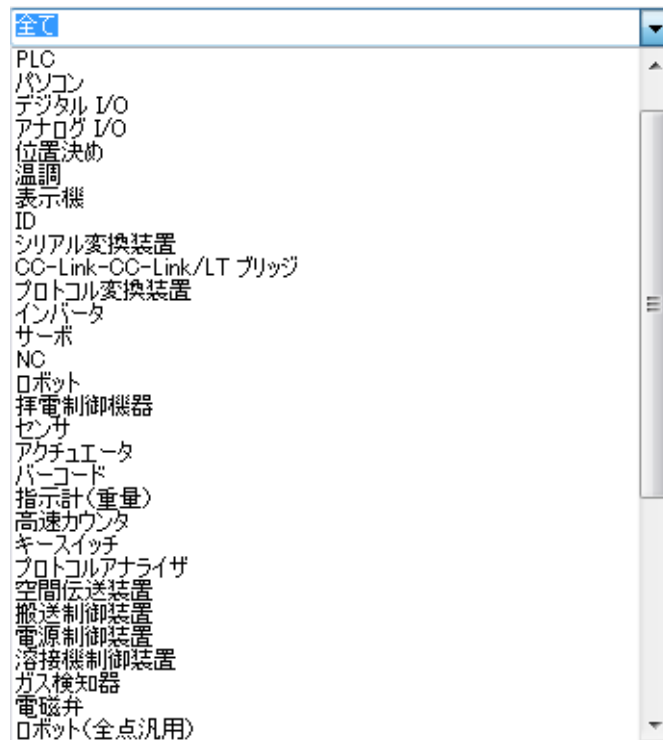 全て
PLC
パソコン
デジタル I/O
アナログ I/O
位置決め
温調
表示機
ID
シリアル変換装置
CC-Link-CC-Link/LT ブリッジ
プロトコル変換装置
インバータ
サーボ
NC
ロボット
拝電制御機器
センサ
アクチュエータ
バーコード
指示計(重量)
高速カウンタ
キースイッチ
プロトコルアナライザ
空間伝送装置
搬送制御装置
電源制御装置
溶接機制御装置
ガス検知器
電磁弁
ロボット(全点汎用)